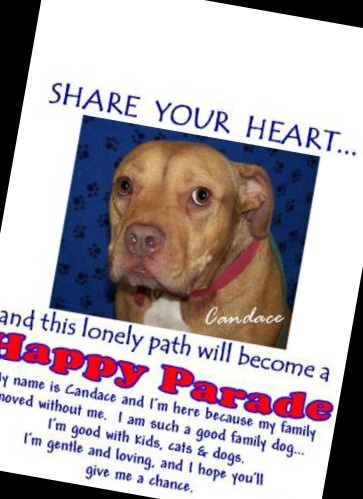 SHARE YOUR HEART...
Candace
and this lonely path will become a
Happy Parade
My name is Candace and I'm here because my family
moved without me. I am such a good family dog...
I'm good with kids, cats & dogs.
I'm gentle and loving, and I hope you'll
give me a chance.